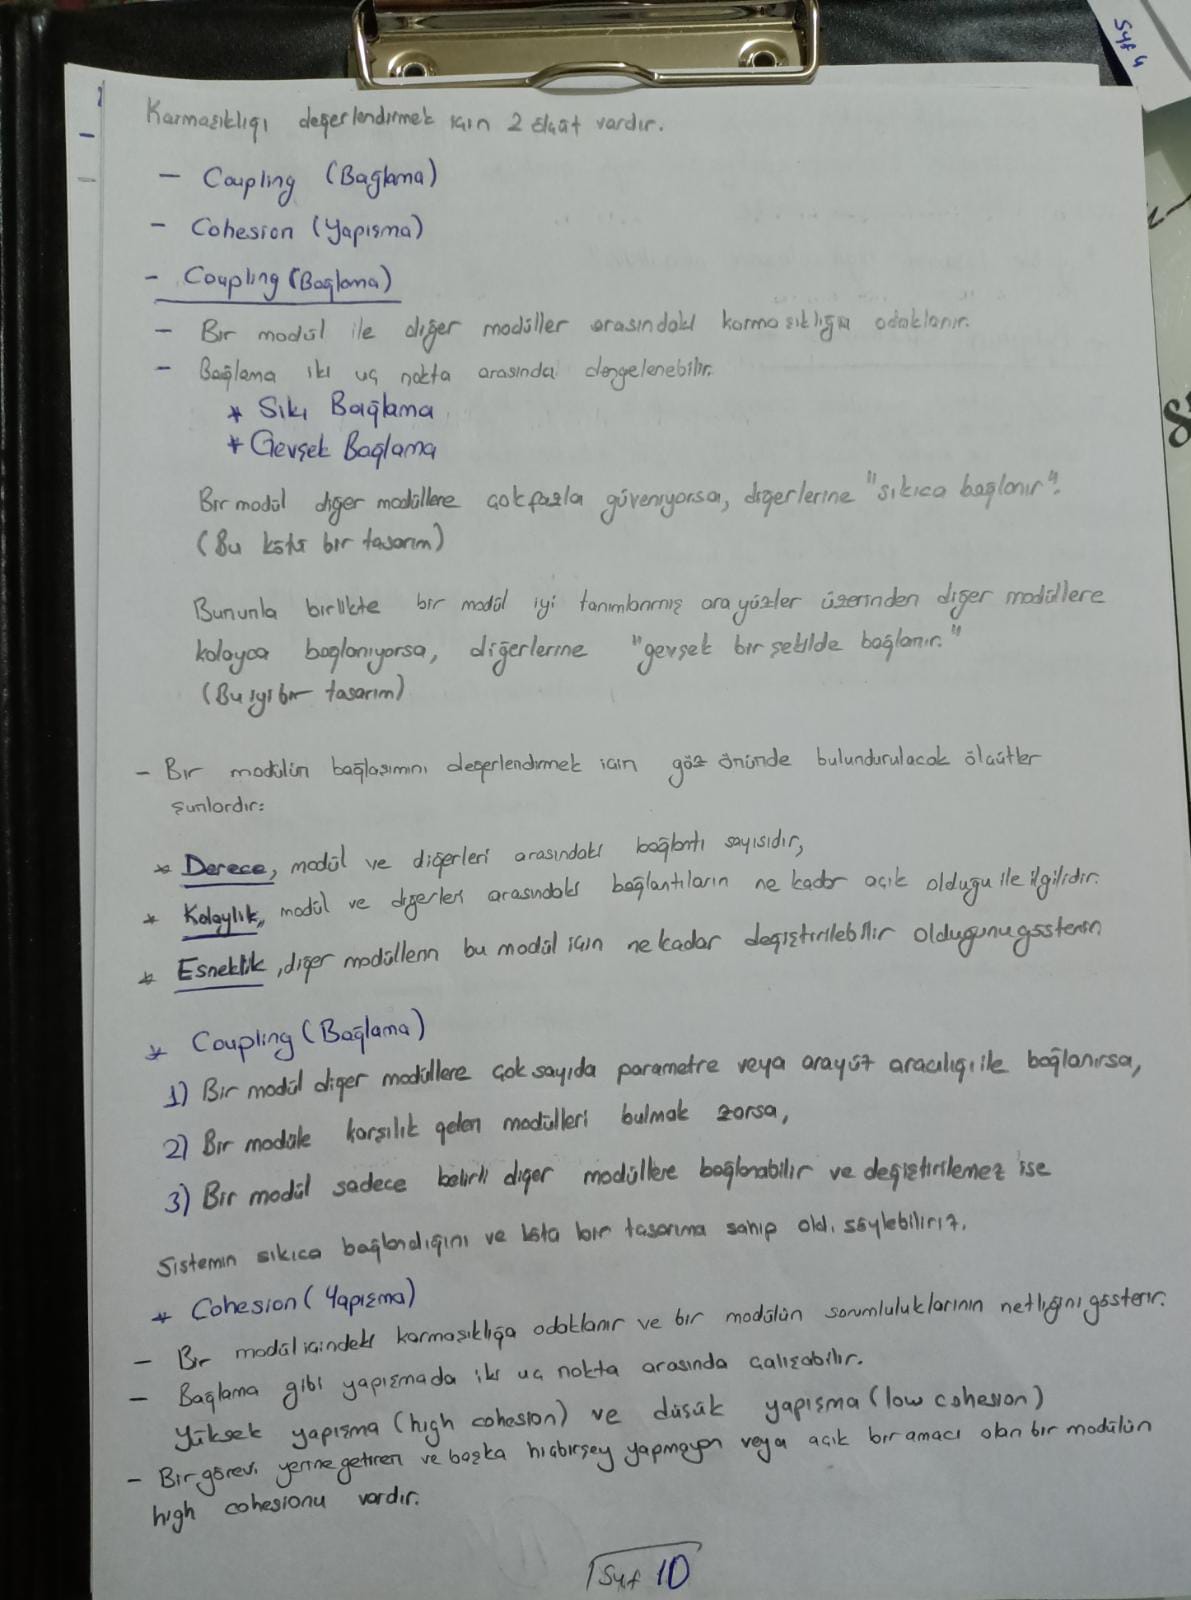 Syf 4
Karmaşıklığı değerlendirmek için 2 ölçüt vardır.
- Coupling (Bağlama)
- Cohesion (Yapışma)
- Coupling (Bağlama)
- Bir modül ile diğer modüller arasındaki karmaşıklığa odaklanır.
- Bağlama iki uç nokta arasında dengelenebilir.
* Sıkı Bağlama
* Gevşek Bağlama
Bir modül diğer modüllere çok fazla güveniyorsa, diğerlerine "sıkıca bağlanır".
(Bu kötü bir tasarım)
Bununla birlikte bir modül iyi tanımlanmış arayüzler üzerinden diğer modüllere
kolayca bağlanıyorsa, diğerlerine "gevşek bir şekilde bağlanır."
(Bu iyi bir tasarım)
- Bir modülün bağlaşımını değerlendirmek için göz önünde bulundurulacak ölçütler
şunlardır:
* Derece, modül ve diğerleri arasındaki bağlantı sayısıdır,
* Kolaylık, modül ve diğerleri arasındaki bağlantıların ne kadar açık olduğu ile ilgilidir.
* Esneklik, diğer modüllerin bu modül için ne kadar değiştirilebilir olduğunu gösterir.
* Coupling (Bağlama)
1) Bir modül diğer modüllere çok sayıda parametre veya arayüz aracılığı ile bağlanırsa,
2) Bir modüle karşılık gelen modülleri bulmak zorsa,
3) Bir modül sadece belirli diğer modüllere bağlanabilir ve değiştirilemez ise
Sistemin sıkıca bağlandığını ve kötü bir tasarıma sahip old. söylebiliriz.
* Cohesion (Yapışma)
- Bir modül içindeki karmaşıklığa odaklanır ve bir modülün sorumluluklarının netliğini gösterir.
- Bağlama gibi yapışmada iki uç nokta arasında çalışabilir.
Yüksek yapışma (high cohesion) ve düşük yapışma (low cohesion)
- Bir görevi yerine getiren ve başka hiçbirşey yapmayan veya açık bir amacı olan bir modülün
high cohesionu vardır.
Syf 10